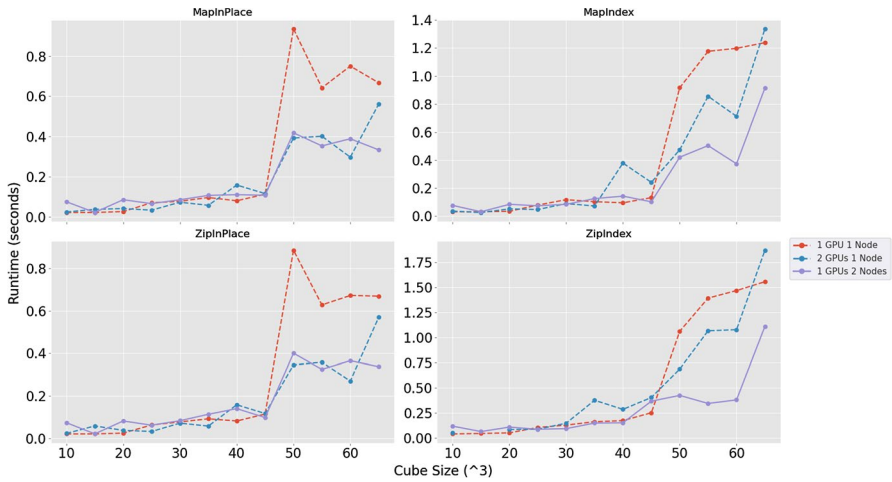 MapInPlace
MapIndex
0.8
0.6
0.4
0.2
0.0
1.4
1.2
1.0
0.8
0.6
0.4
0.2
0.0
Runtime (seconds)
ZipInPlace
ZipIndex
0.8
0.6
0.4
0.2
0.0
10 20 30 40 50 60
1.75
1.50
1.25
1.00
0.75
0.50
0.25
0.00
10 20 30 40 50 60
Cube Size (^3)
1 GPU 1 Node
2 GPUs 1 Node
1 GPUs 2 Nodes